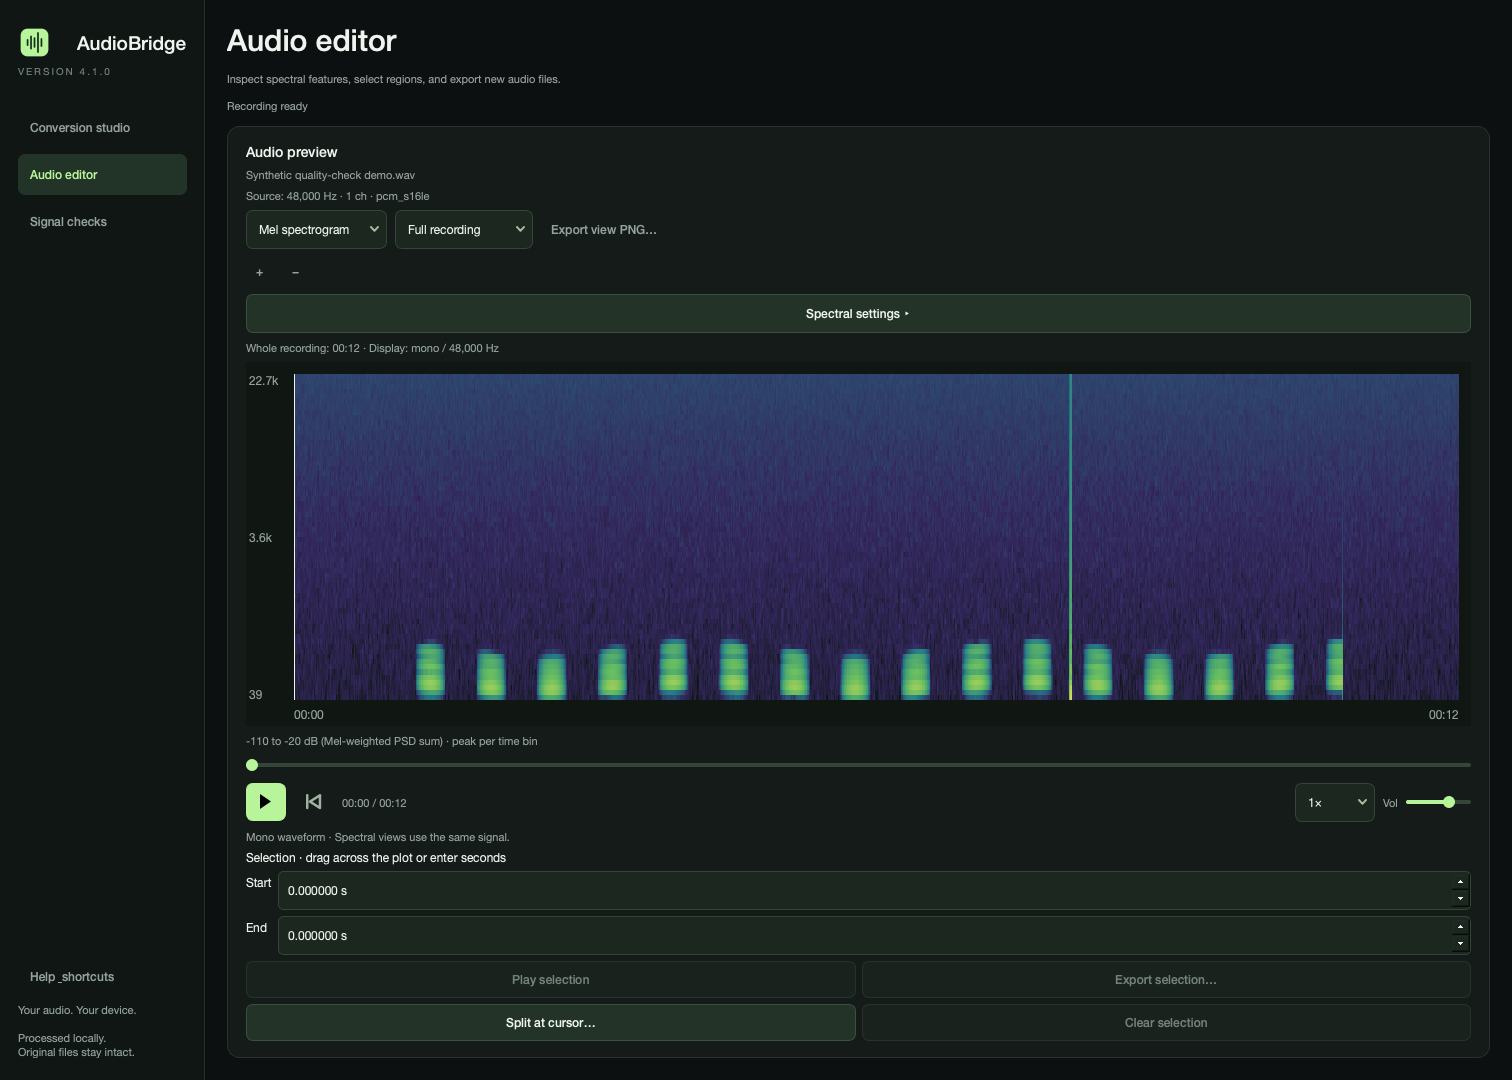 AudioBridge
VERSION 4.1.0
Conversion studio
Audio editor
Signal checks
Help _shortcuts
Your audio. Your device.
Processed locally.
Original files stay intact.
Audio editor
Inspect spectral features, select regions, and export new audio files.
Recording ready
Audio preview
Synthetic quality-check demo.wav
Source: 48,000 Hz · 1 ch · pcm_s16le
Mel spectrogram
Full recording
Export view PNG…
+ −
Spectral settings ‣
Whole recording: 00:12 · Display: mono / 48,000 Hz
22.7k
3.6k
39
00:00
00:12
-110 to -20 dB (Mel-weighted PSD sum) · peak per time bin
00:00 / 00:12
1×
Vol
Mono waveform · Spectral views use the same signal.
Selection · drag across the plot or enter seconds
Start
0.000000 s
End
0.000000 s
Play selection
Export selection…
Split at cursor…
Clear selection